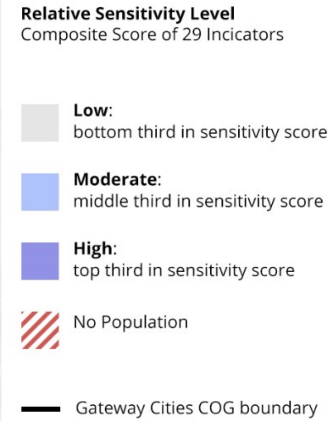 Relative Sensitivity Level
Composite Score of 29 Incicators
Low:
bottom third in sensitivity score
Moderate:
middle third in sensitivity score
High:
top third in sensitivity score
No Population
Gateway Cities COG boundary